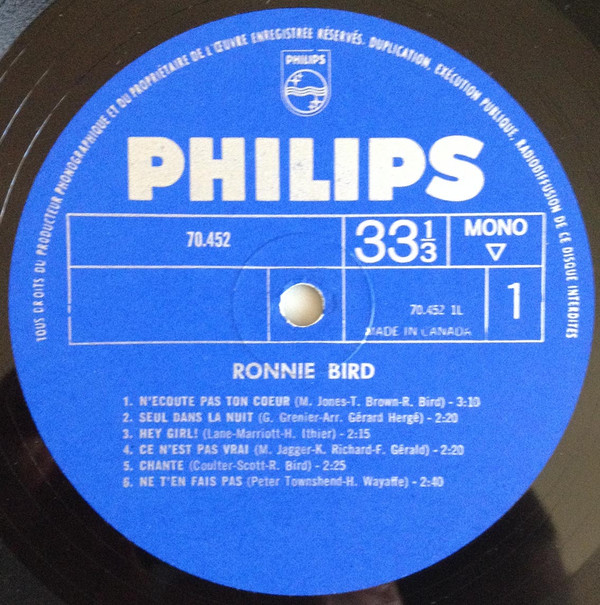 TOUS DROITS DU PRODUCTEUR PHONOGRAPHIQUE ET DU PROPRIÉTAIRE DE L'ŒUVRE ENREGISTRÉE RÉSERVÉS. DUPLICATION, EXÉCUTION PUBLIQUE, RADIODIFFUSION DE CE DISQUE INTERDITES
PHILIPS
PHILIPS
70.452
33 1/3
MONO
70.452 1L
1
MADE IN CANADA
RONNIE BIRD
1. N'ECOUTE PAS TON COEUR (M. Jones-T. Brown-R. Bird) - 3:10
2. SEUL DANS LA NUIT (G. Grenier-Arr. Gérard Hergé) - 2:20
3. HEY GIRL! (Lane-Marriott-H. Ithier) - 2:15
4. CE N'EST PAS VRAI (M. Jagger-K. Richard-F. Gérald) - 2:20
5. CHANTE (Coulter-Scott-R. Bird) - 2:25
6. NE T'EN FAIS PAS (Peter Townshend-H. Wayaffe) - 2:40